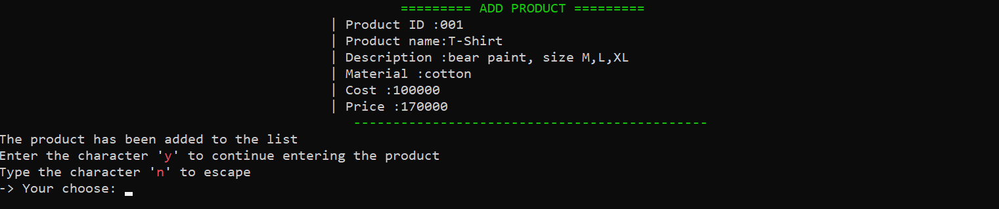 ========= ADD PRODUCT =========
| Product ID :001
| Product name:T-Shirt
| Description :bear paint, size M,L,XL
| Material :cotton
| Cost :100000
| Price :170000
---------------------------------------------
The product has been added to the list
Enter the character 'y' to continue entering the product
Type the character 'n' to escape
-> Your choose: